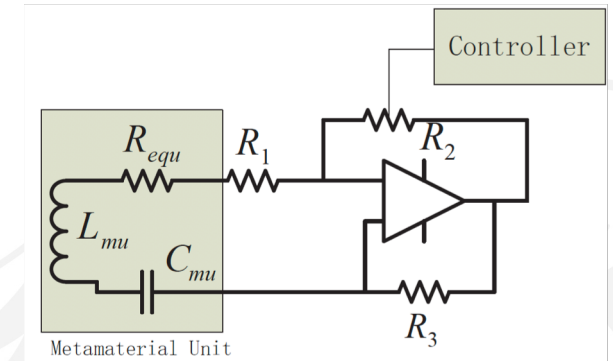 Controller
R_equ
R_1
R_2
L_mu
C_mu
R_3
Metamaterial Unit